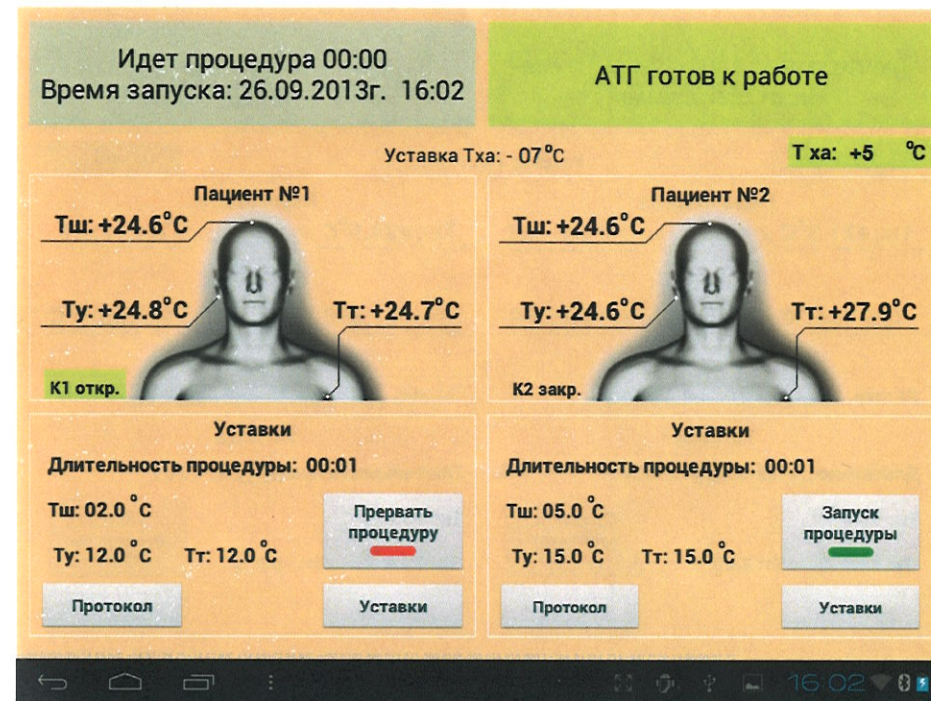 Идет процедура 00:00
Время запуска: 26.09.2013г. 16:02
АТГ готов к работе
Уставка Тха: - 07 °С
Т ха: +5 °С
Пациент №1
Тш: +24.6°С
Ту: +24.8°С
Тт: +24.7°С
К1 откр.
Пациент №2
Тш: +24.6°С
Ту: +24.6°С
Тт: +27.9°С
К2 закр.
Уставки
Длительность процедуры: 00:01
Тш: 02.0 °С
Ту: 12.0 °С Тт: 12.0 °С
Прервать
процедуру
Протокол
Уставки
Уставки
Длительность процедуры: 00:01
Тш: 05.0 °С
Ту: 15.0 °С Тт: 15.0 °С
Запуск
процедуры
Протокол
Уставки
16:02